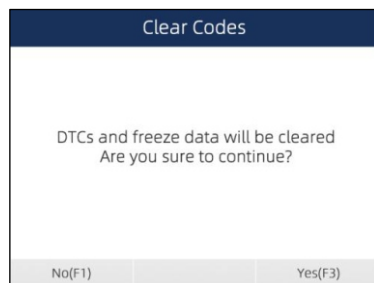 Clear Codes
DTCs and freeze data will be cleared
Are you sure to continue?
No(F1) Yes(F3)